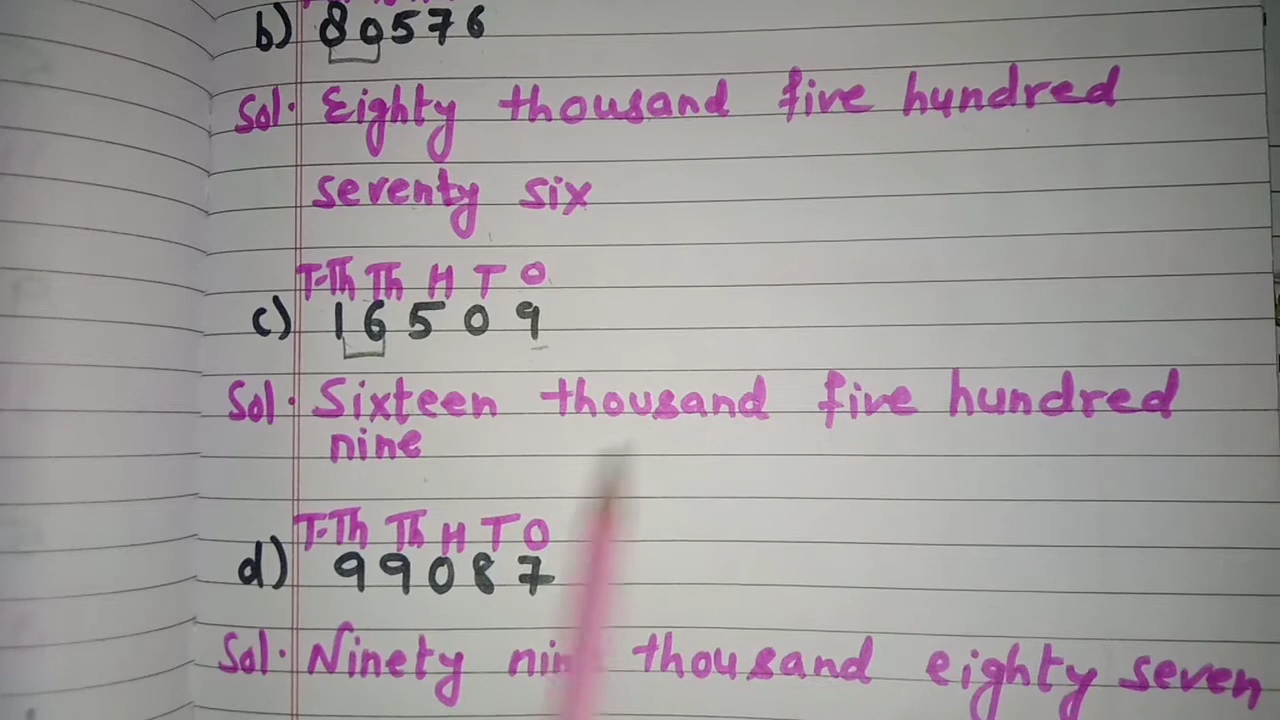 b) 80576
Sol. Eighty thousand five hundred
seventy six
T-Th Th H T O
c) 16509
Sol. Sixteen thousand five hundred
nine
T-Th Th H T O
d) 99087
Sol. Ninety nine thousand eighty seven